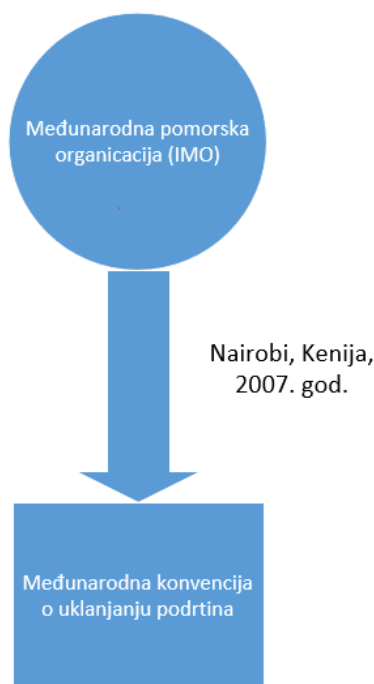 Međunarodna pomorska
organicacija (IMO)
Nairobi, Kenija,
2007. god.
Međunarodna konvencija
o uklanjanju podrtina